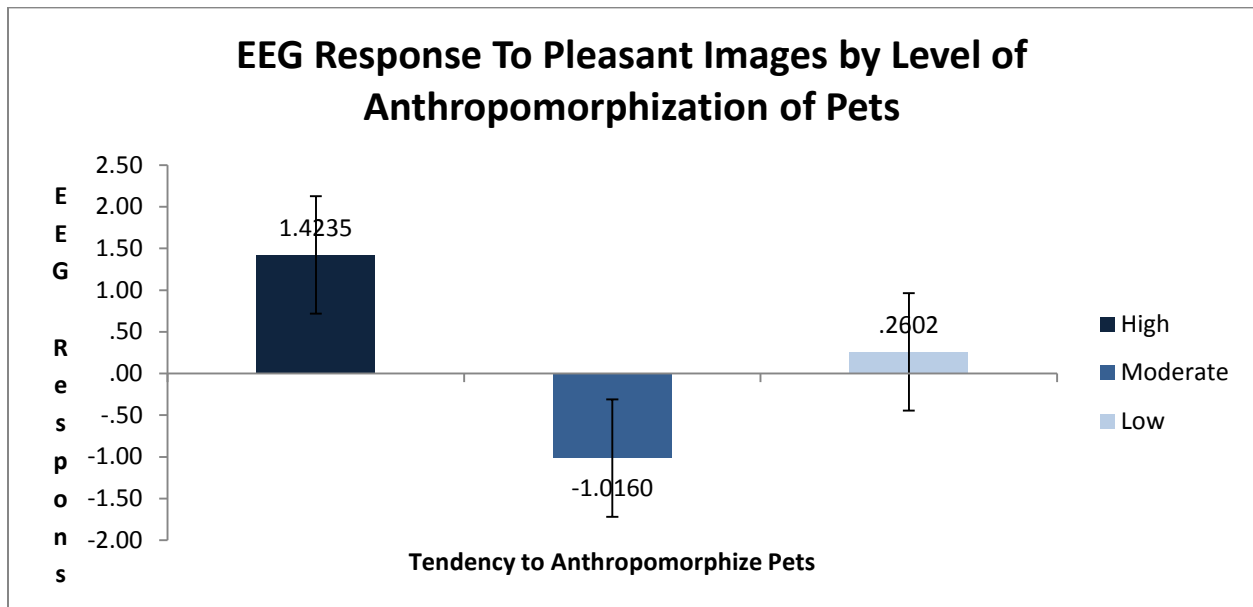 EEG Response To Pleasant Images by Level of
Anthropomorphization of Pets
EEG Respons
2.50
2.00
1.50
1.00
.50
.00
-.50
-1.00
-1.50
-2.00
1.4235
-1.0160
.2602
Tendency to Anthropomorphize Pets
High
Moderate
Low